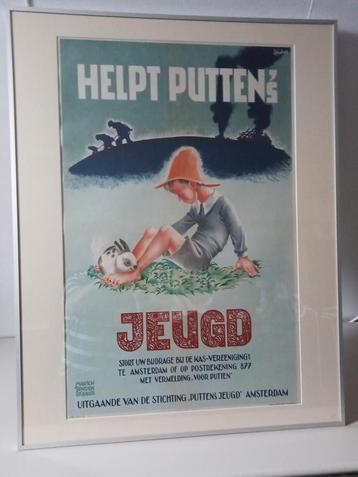 HELPT PUTTEN's
JEUGD
STORT UW BIJDRAGE BIJ DE KAS-VEREENIGING
TE AMSTERDAM OF OP POSTREKENING 877
MET VERMELDING „VOOR PUTTEN"
UITGAANDE VAN DE STICHTING „PUTTENS JEUGD" AMSTERDAM